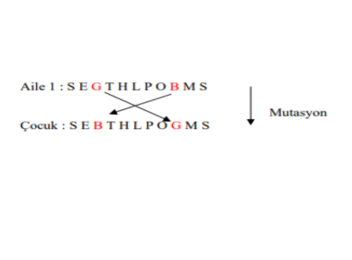 Aile 1 : S E G T H L P O B M S
Mutasyon
Çocuk : S E B T H L P O G M S